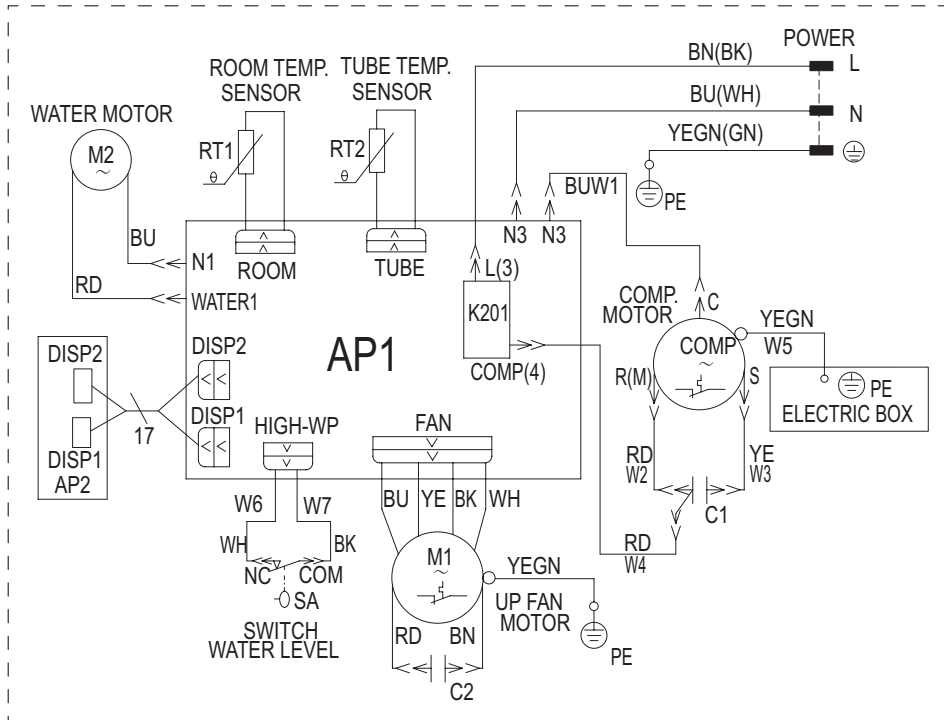 POWER
BN(BK)
L
ROOM TEMP.
SENSOR
TUBE TEMP.
SENSOR
BU(WH)
N
WATER MOTOR
YEGN(GN)
M2
~
RT1
θ
RT2
θ
PE
BUW1
BU
N1
ROOM
TUBE
N3
N3
L(3)
RD
WATER1
K201
COMP.
MOTOR
C
YEGN
W5
DISP2
DISP2
AP1
COMP(4)
COMP
~
R(M)
S
PE
ELECTRIC BOX
DISP1
AP2
17
DISP1
HIGH-WP
FAN
RD
W2
YE
W3
C1
W6
W7
BU
YE
BK
WH
WH
BK
RD
W4
NC
COM
M1
~
YEGN
SA
UP FAN
MOTOR
SWITCH
WATER LEVEL
RD
BN
PE
C2